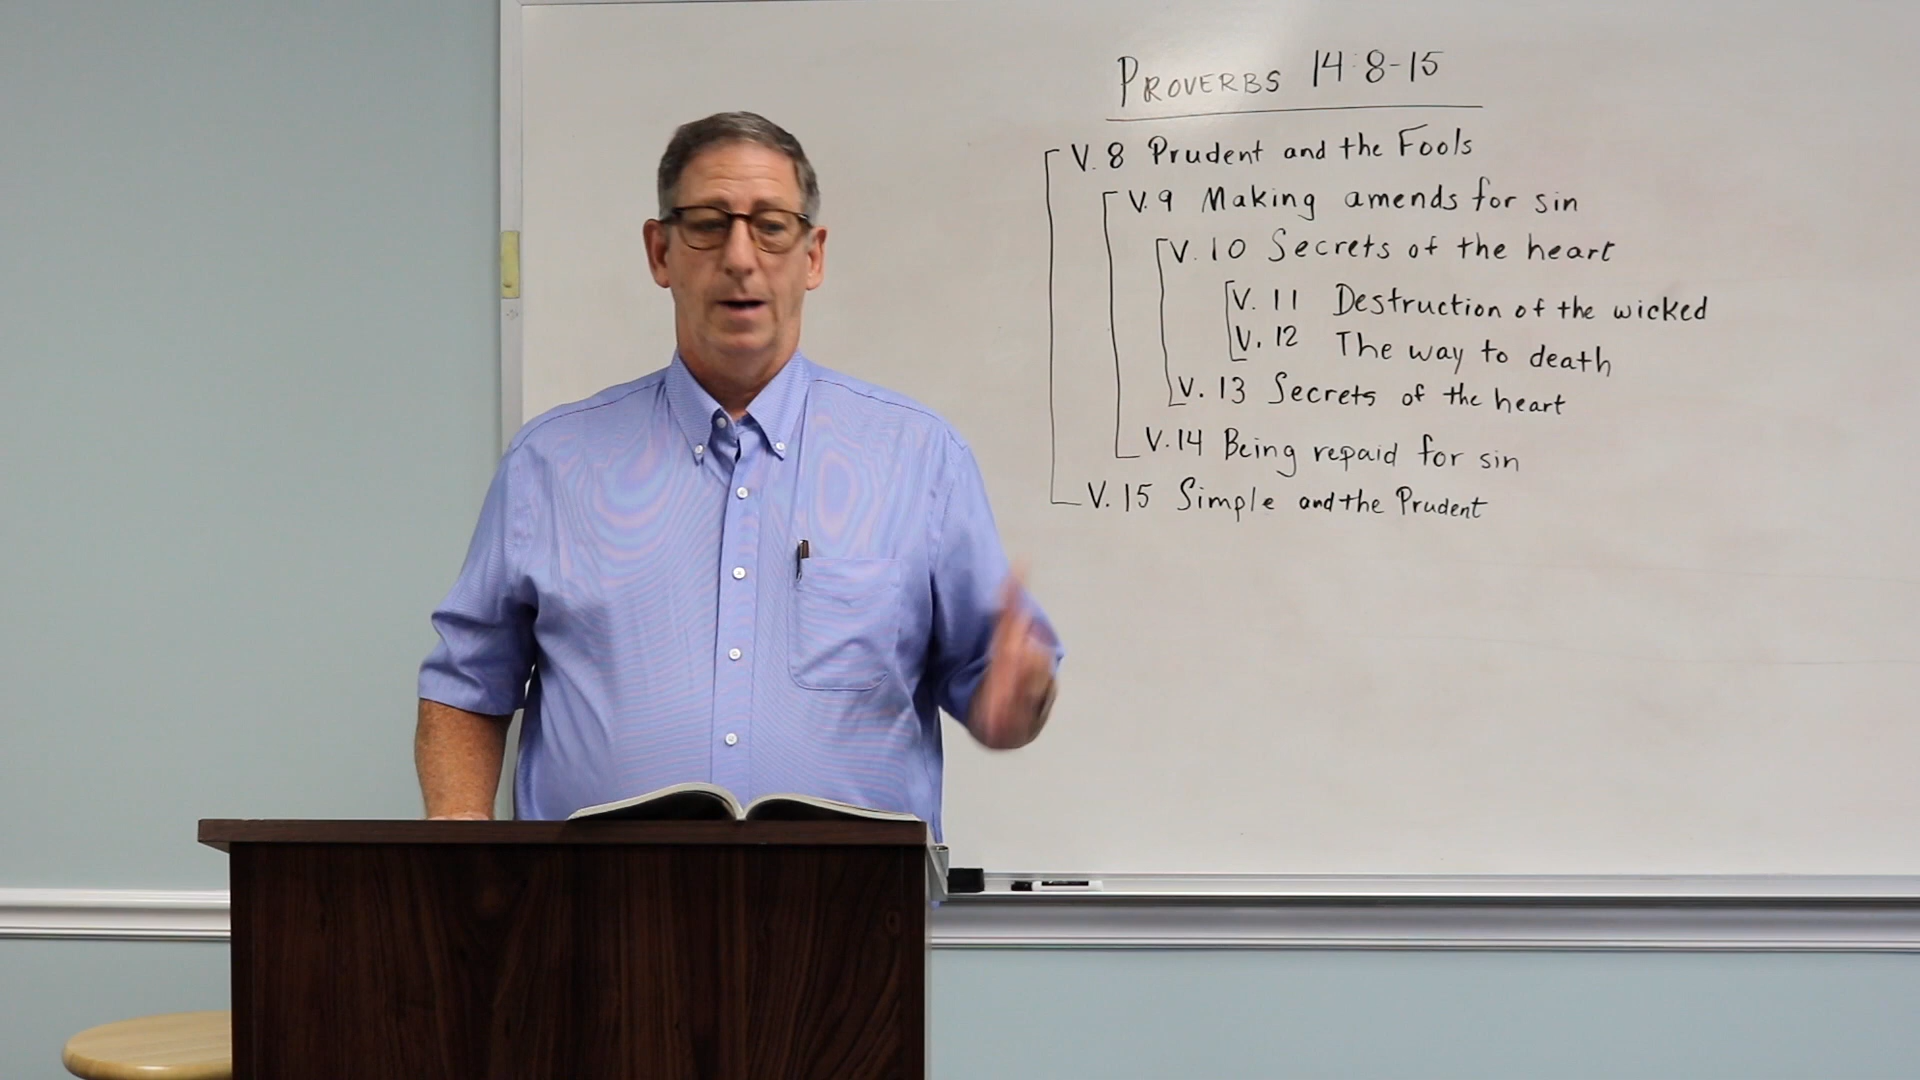 PROVERBS 14:8-15
V. 8 Prudent and the Fools
V. 9 Making amends for sin
V. 10 Secrets of the heart
V. 11 Destruction of the wicked
V. 12 The way to death
V. 13 Secrets of the heart
V. 14 Being repaid for sin
V. 15 Simple and the Prudent